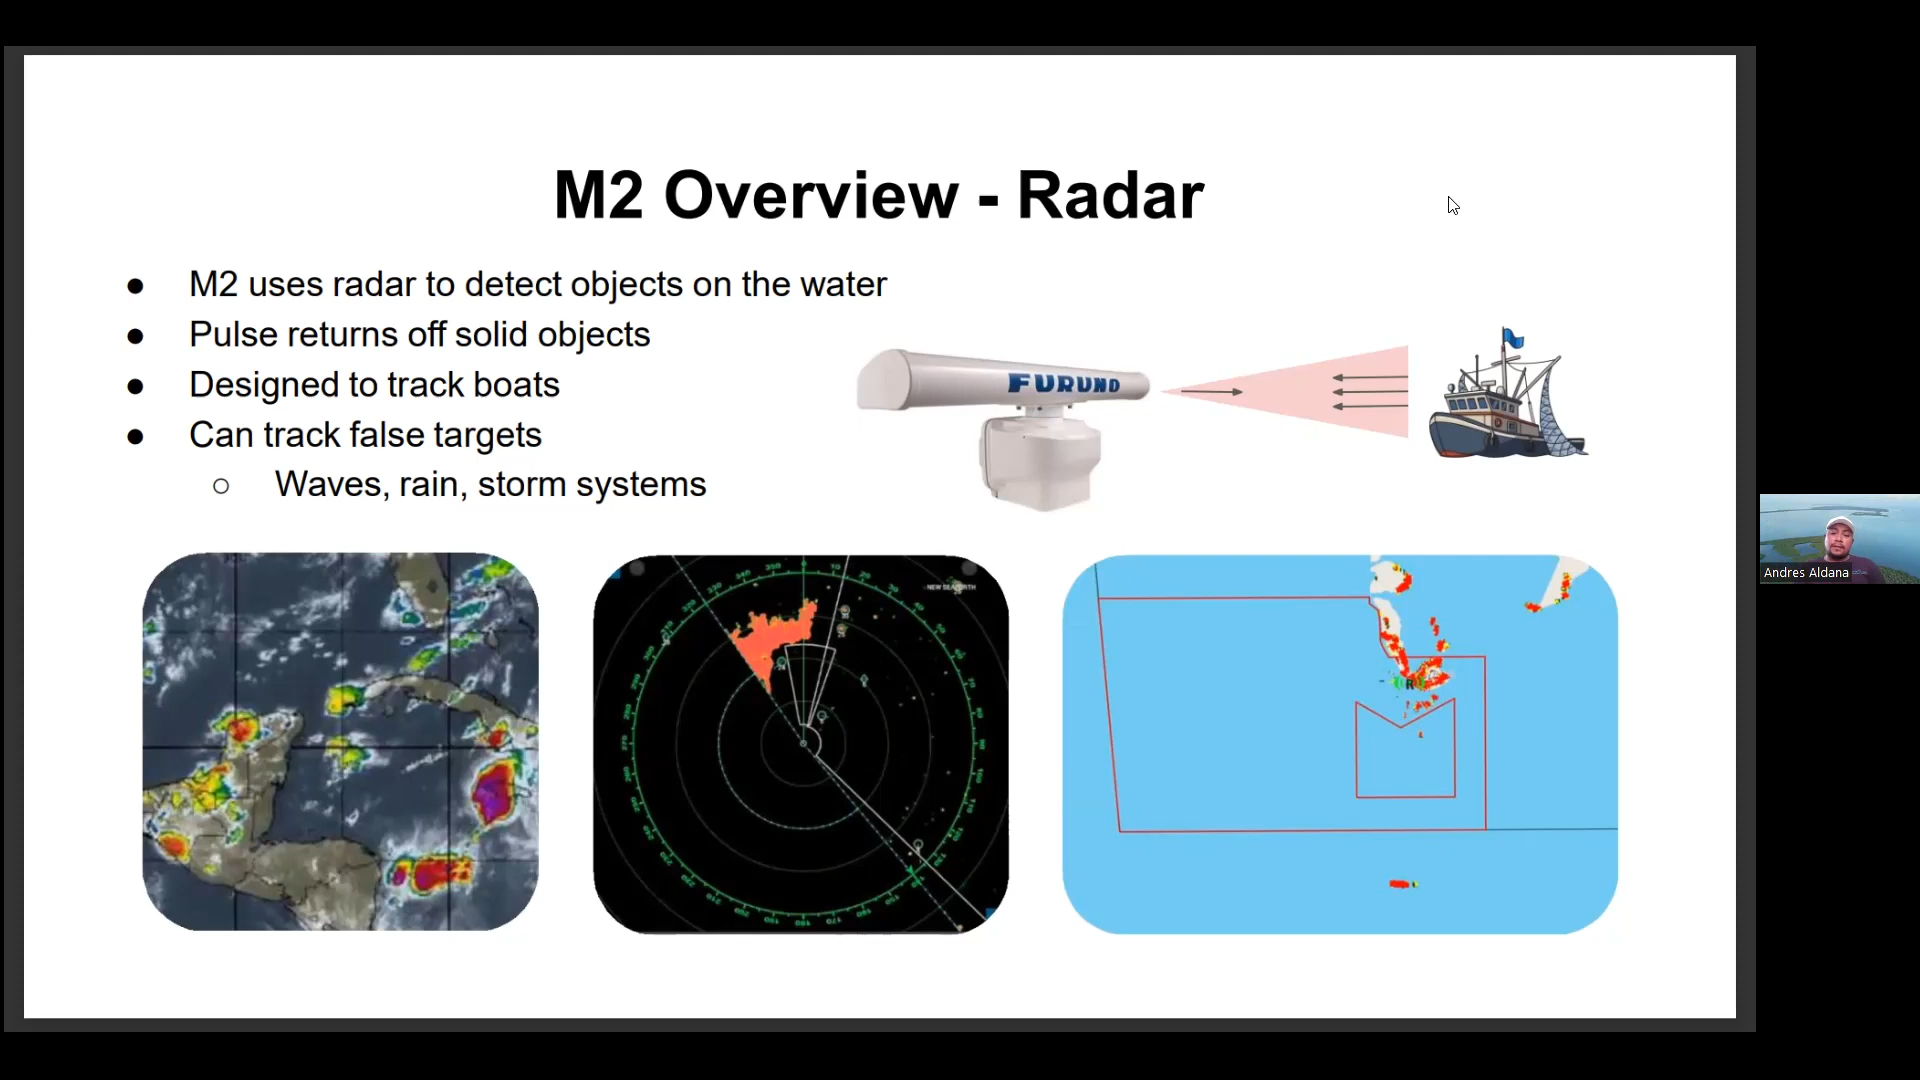 M2 Overview - Radar
● M2 uses radar to detect objects on the water
● Pulse returns off solid objects
● Designed to track boats
● Can track false targets
○ Waves, rain, storm systems
FURUNO
Andres Aldana
R